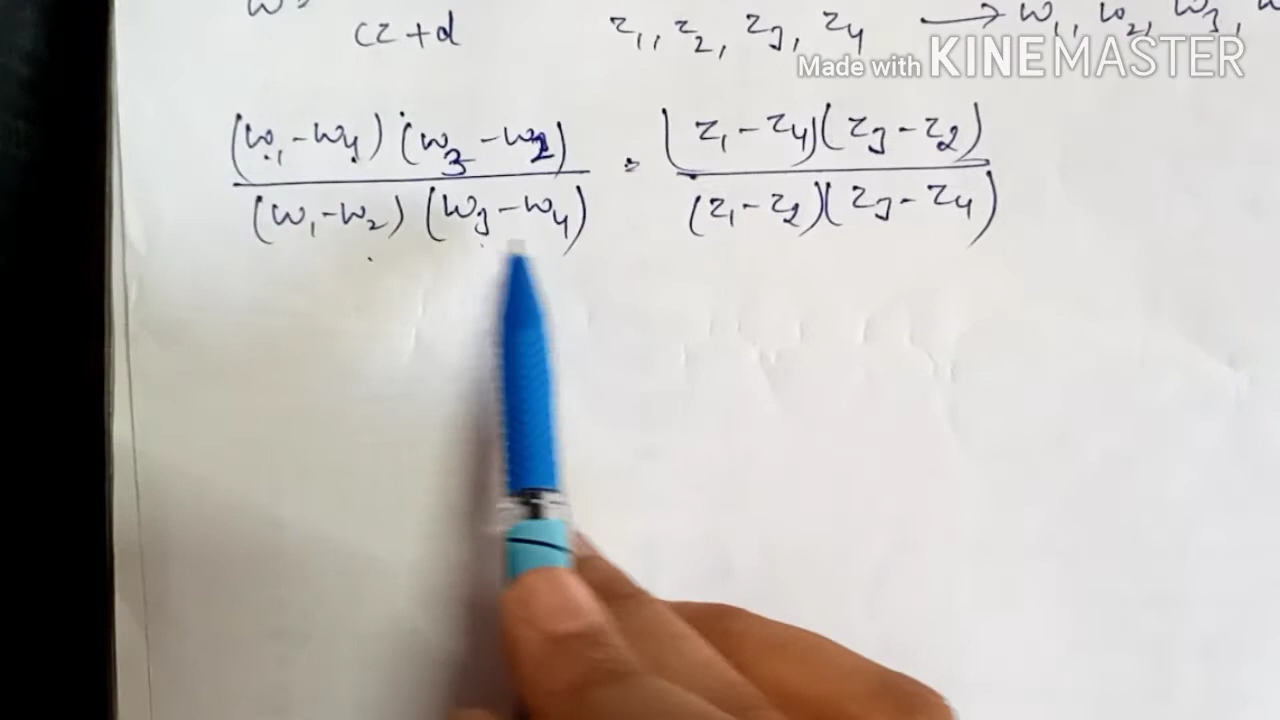 w =
cz+d z₁, z₂, z₃, z₄ → w₁, w₂, w₃,
Made with KINEMASTER
(w₁-w₄) (w₃-w₂) = (z₁-z₄)(z₃-z₂)
(w₁-w₂) (w₃-w₄) (z₁-z₂)(z₃-z₄)